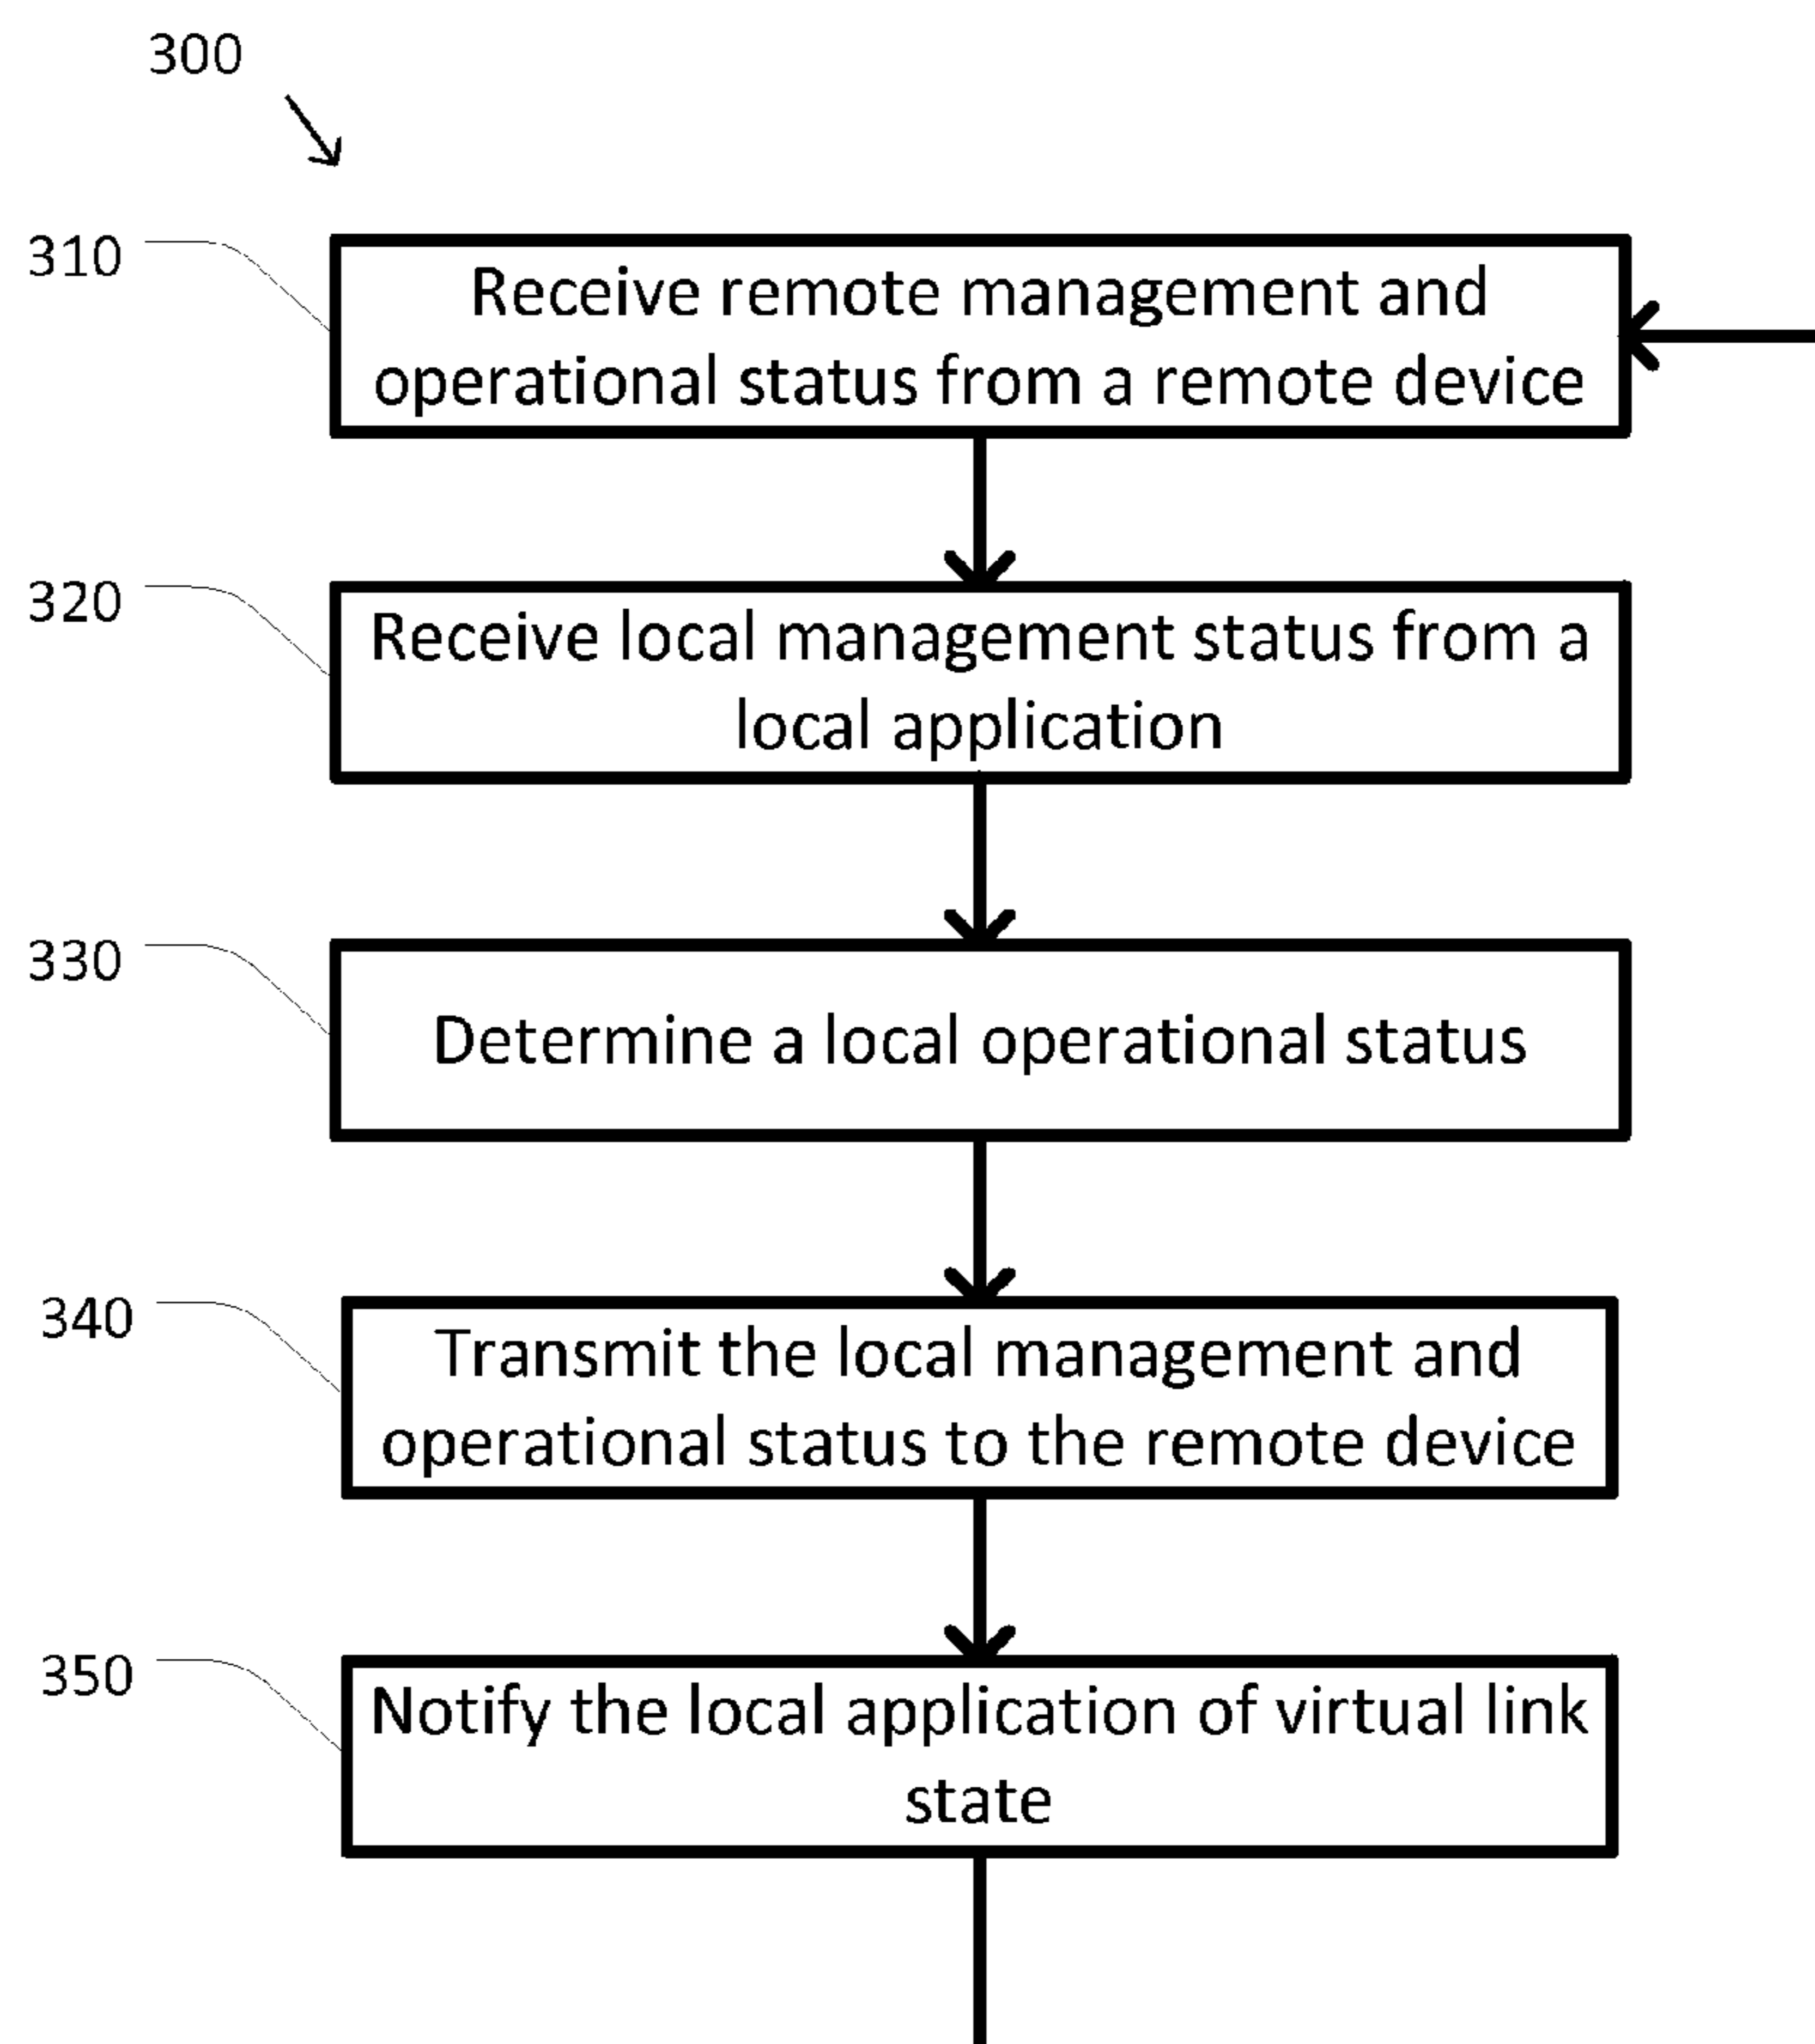 300
310
Receive remote management and
operational status from a remote device
320
Receive local management status from a
local application
330
Determine a local operational status
340
Transmit the local management and
operational status to the remote device
350
Notify the local application of virtual link
state